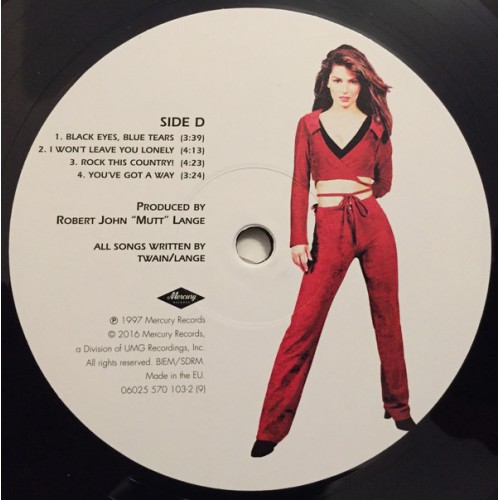 SIDE D
1. BLACK EYES, BLUE TEARS (3:39)
2. I WON'T LEAVE YOU LONELY (4:13)
3. ROCK THIS COUNTRY! (4:23)
4. YOU'VE GOT A WAY (3:24)
PRODUCED BY
ROBERT JOHN "MUTT" LANGE
ALL SONGS WRITTEN BY
TWAIN/LANGE
Mercury
RECORDS
℗ 1997 Mercury Records
© 2016 Mercury Records,
a Division of UMG Recordings, Inc.
All rights reserved. BIEM/SDRM
Made in the EU.
06025 570 103-2 (9)